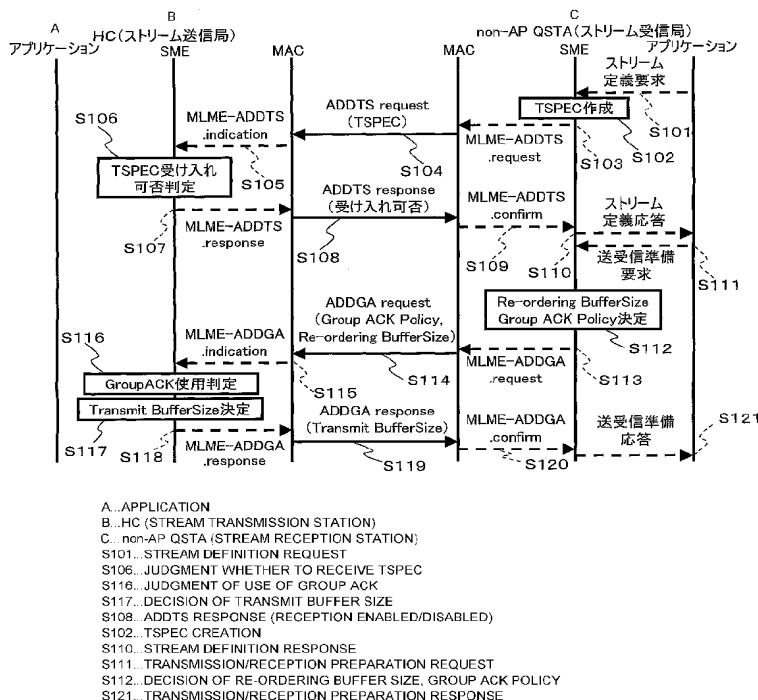 A
アプリケーション
B
HC(ストリーム送信局)
SME
MAC
C
non-AP QSTA(ストリーム受信局)
MAC
SME
アプリケーション
ストリーム
定義要求
S101
TSPEC作成
S102
MLME-ADDTS
.request
S103
ADDTS request
(TSPEC)
S104
MLME-ADDTS
.indication
S105
S106
TSPEC受け入れ
可否判定
S107
MLME-ADDTS
.response
ADDTS response
(受け入れ可否)
S108
MLME-ADDTS
.confirm
S109
ストリーム
定義応答
S110
送受信準備
要求
S111
Re-ordering BufferSize
Group ACK Policy決定
S112
MLME-ADDGA
.request
S113
ADDGA request
(Group ACK Policy,
Re-ordering BufferSize)
S114
MLME-ADDGA
.indication
S115
S116
GroupACK使用判定
Transmit BufferSize決定
S117
S118
MLME-ADDGA
.response
ADDGA response
(Transmit BufferSize)
S119
MLME-ADDGA
.confirm
S120
送受信準備
応答
S121
A...APPLICATION
B...HC (STREAM TRANSMISSION STATION)
C...non-AP QSTA (STREAM RECEPTION STATION)
S101...STREAM DEFINITION REQUEST
S106...JUDGMENT WHETHER TO RECEIVE TSPEC
S116...JUDGMENT OF USE OF GROUP ACK
S117...DECISION OF TRANSMIT BUFFER SIZE
S108...ADDTS RESPONSE (RECEPTION ENABLED/DISABLED)
S102...TSPEC CREATION
S110...STREAM DEFINITION RESPONSE
S111...TRANSMISSION/RECEPTION PREPARATION REQUEST
S112...DECISION OF RE-ORDERING BUFFER SIZE, GROUP ACK POLICY
S121...TRANSMISSION/RECEPTION PREPARATION RESPONSE